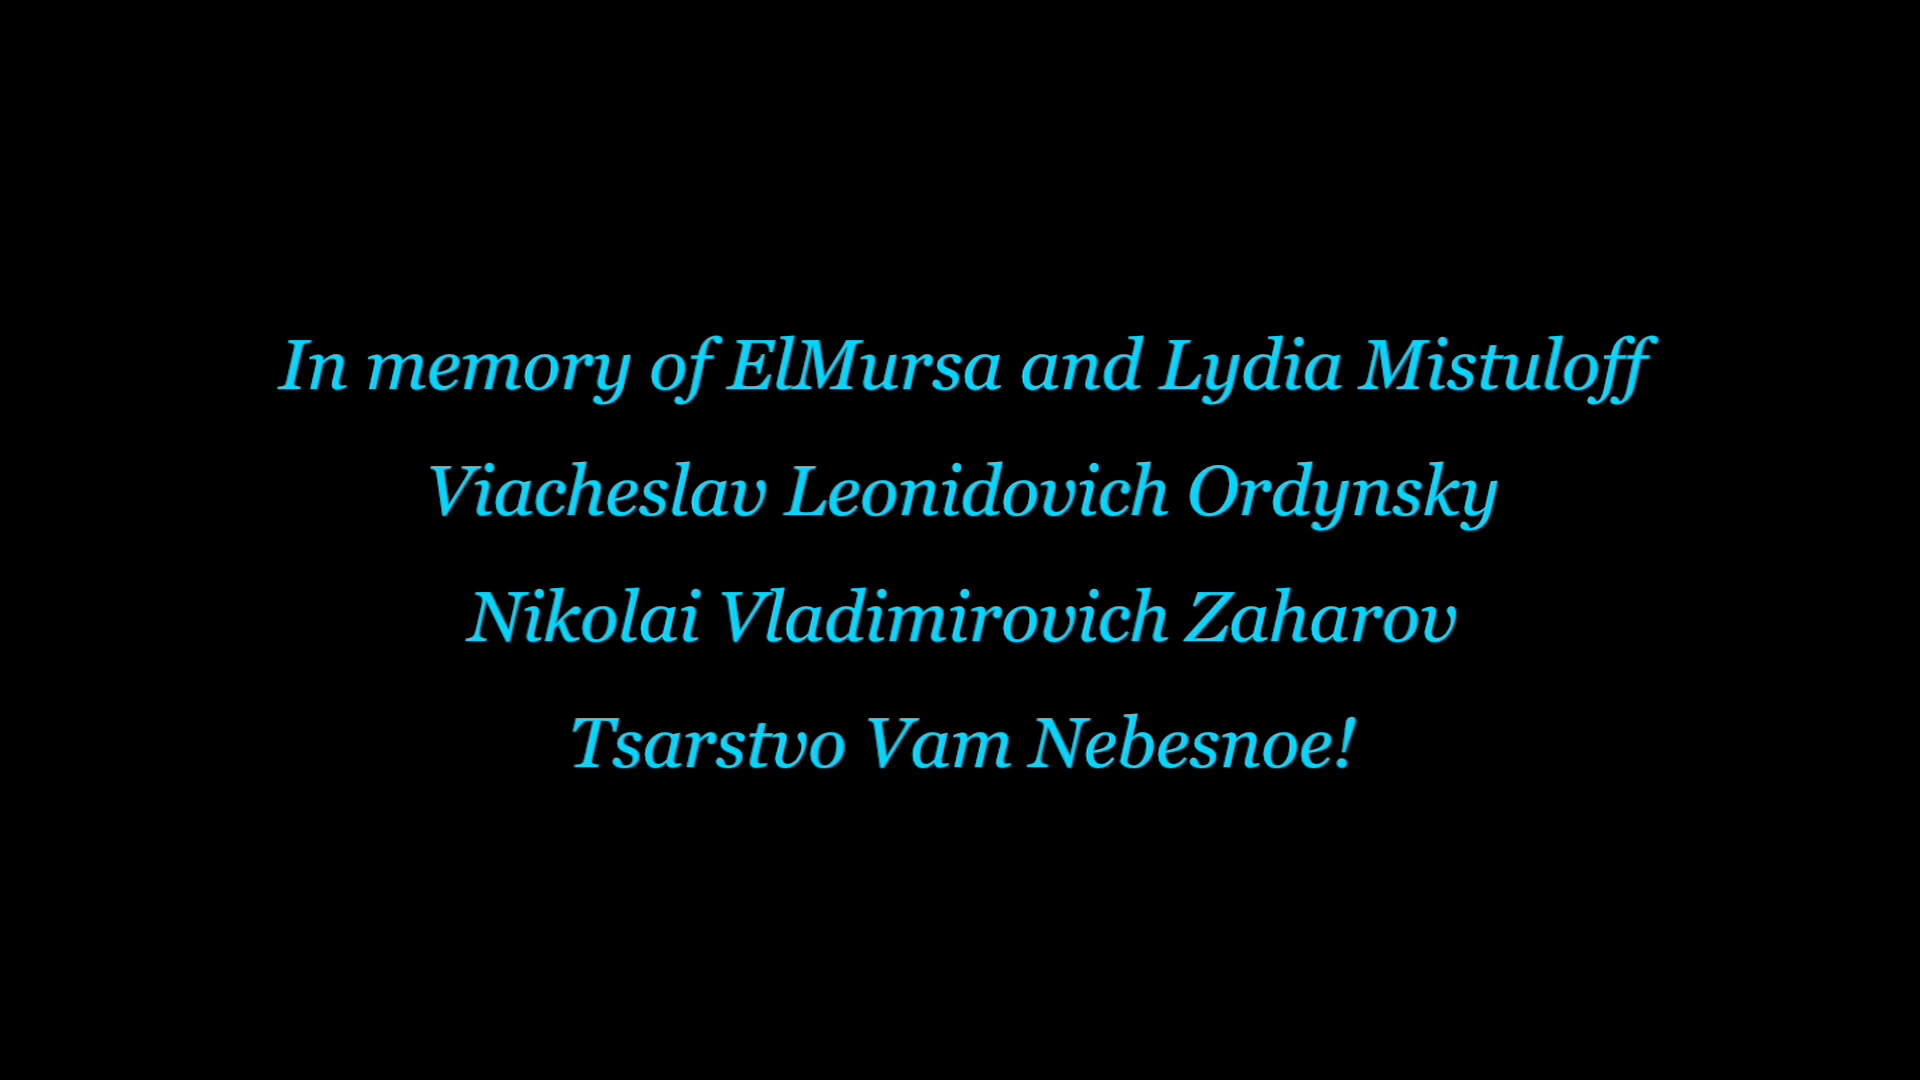 In memory of ElMursa and Lydia Mistuloff
Viacheslav Leonidovich Ordynsky
Nikolai Vladimirovich Zaharov
Tsarstvo Vam Nebesnoe!